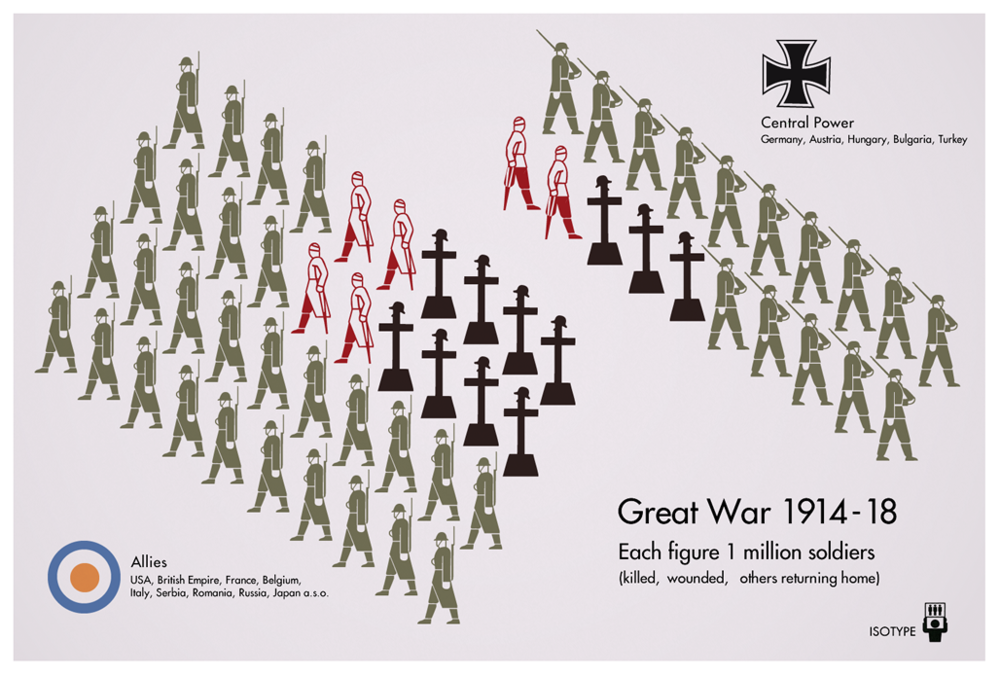 Central Power
Germany, Austria, Hungary, Bulgaria, Turkey
Great War 1914-18
Each figure 1 million soldiers
(killed, wounded, others returning home)
Allies
USA, British Empire, France, Belgium,
Italy, Serbia, Romania, Russia, Japan a.s.o.
ISOTYPE